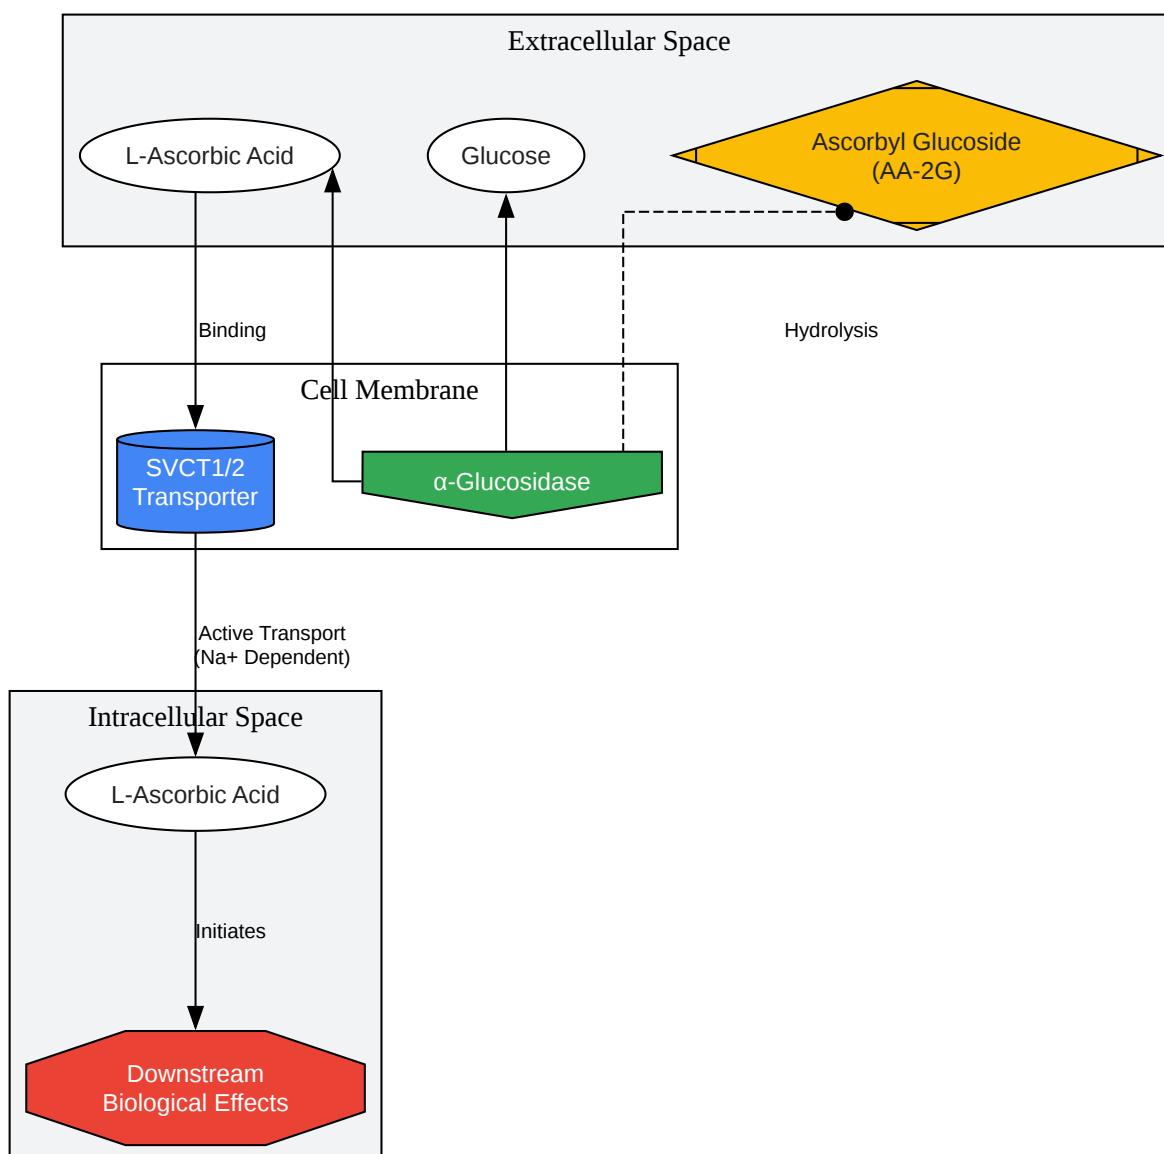 Extracellular Space
L-Ascorbic Acid
Glucose
Ascorbyl Glucoside
(AA-2G)
Binding
Hydrolysis
Cell Membrane
SVCT1/2
Transporter
α-Glucosidase
Active Transport
(Na+ Dependent)
Intracellular Space
L-Ascorbic Acid
Initiates
Downstream
Biological Effects